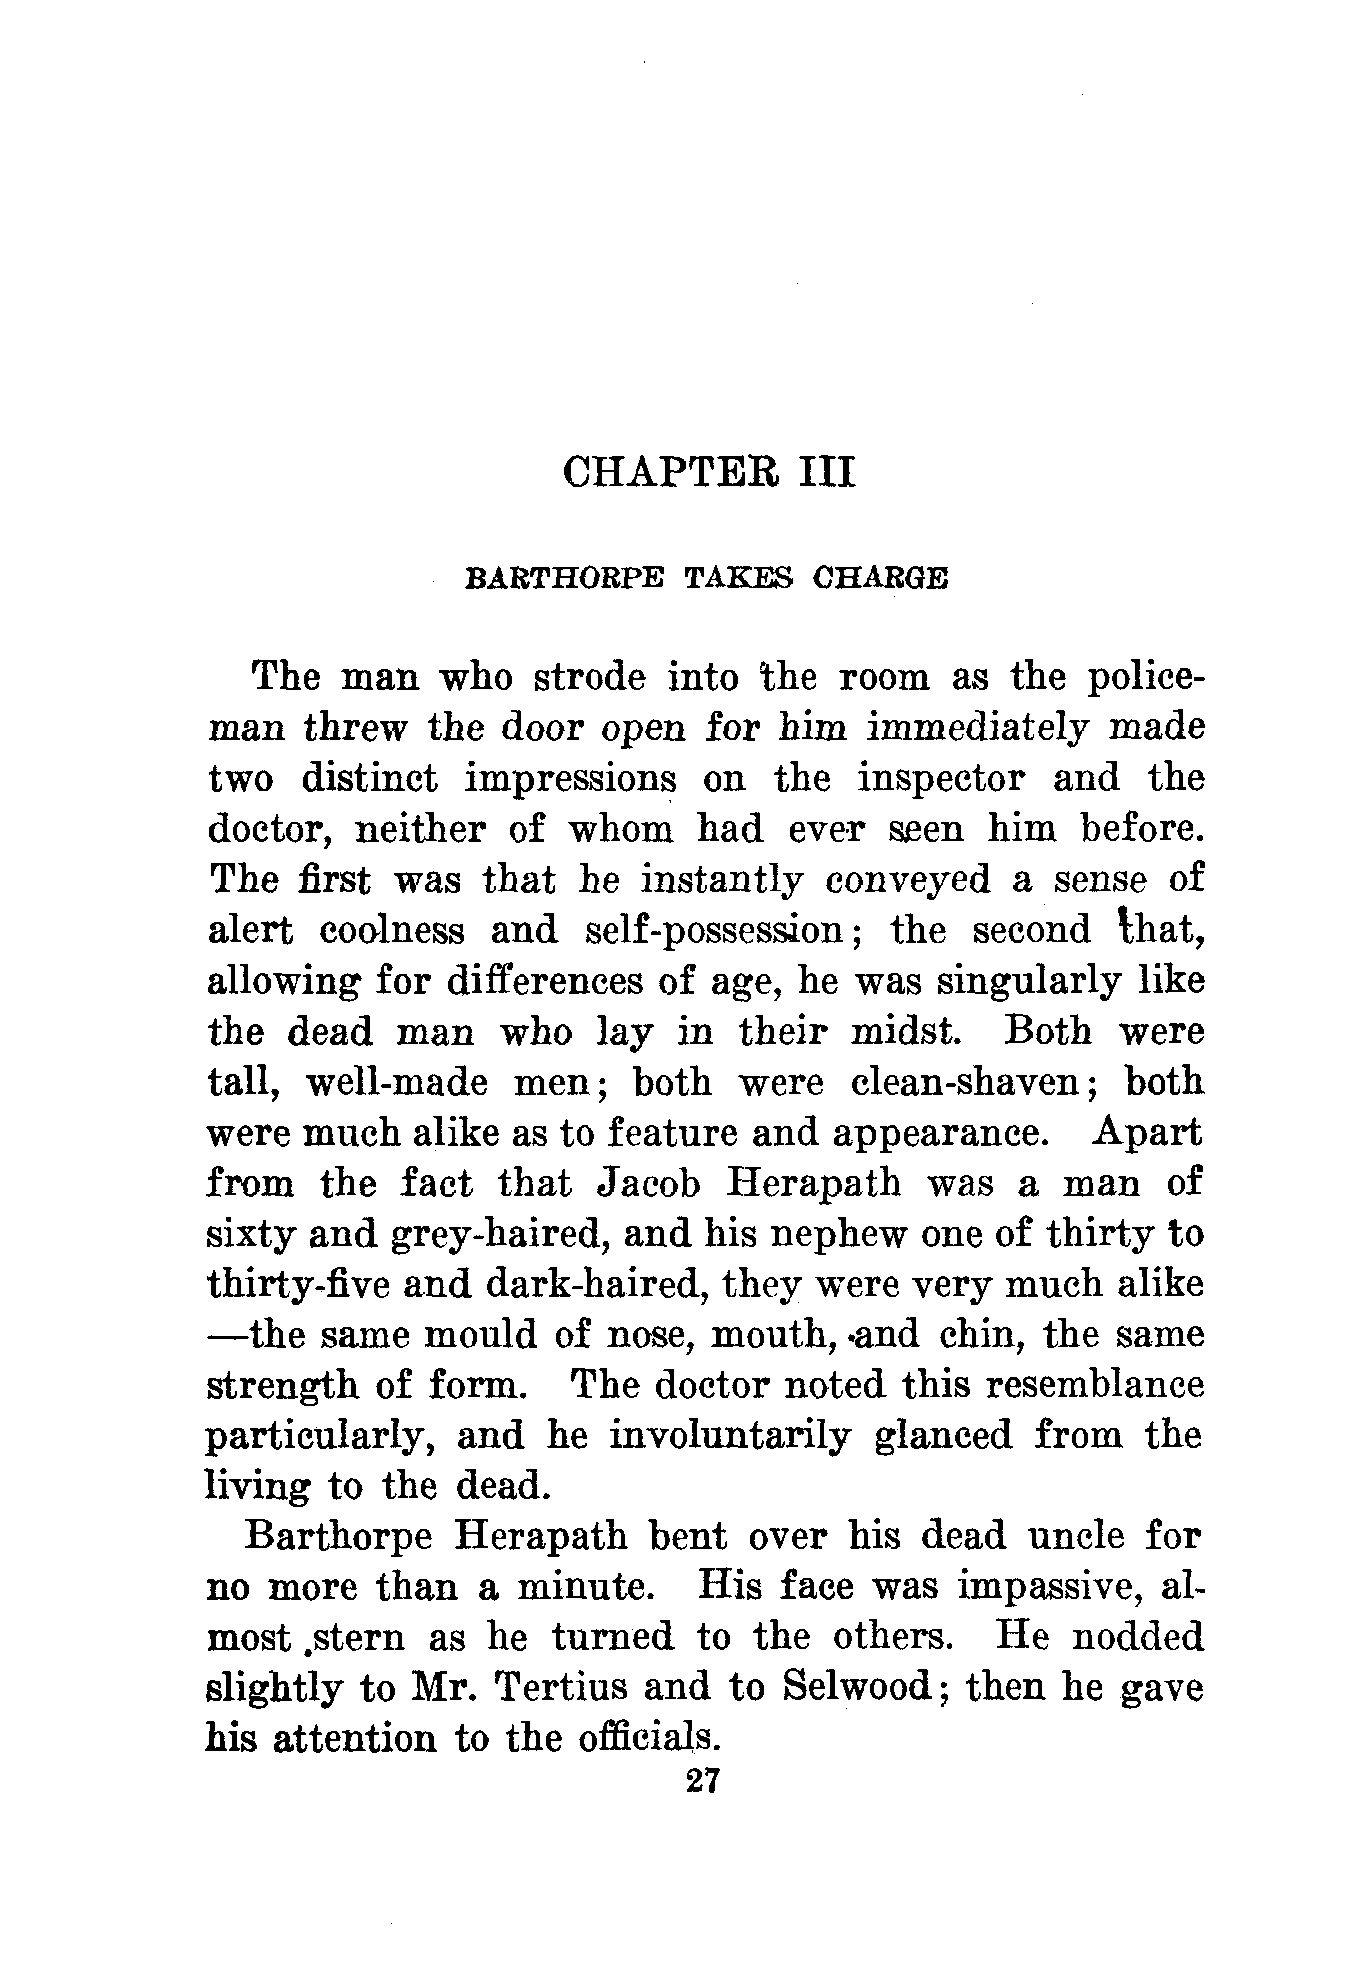 CHAPTER III
BARTHORPE TAKES CHARGE
The man who strode into the room as the police-
man threw the door open for him immediately made
two distinct impressions on the inspector and the
doctor, neither of whom had ever seen him before.
The first was that he instantly conveyed a sense of
alert coolness and self-possession; the second that,
allowing for differences of age, he was singularly like
the dead man who lay in their midst. Both were
tall, well-made men; both were clean-shaven; both
were much alike as to feature and appearance. Apart
from the fact that Jacob Herapath was a man of
sixty and grey-haired, and his nephew one of thirty to
thirty-five and dark-haired, they were very much alike
—the same mould of nose, mouth, and chin, the same
strength of form. The doctor noted this resemblance
particularly, and he involuntarily glanced from the
living to the dead.
Barthorpe Herapath bent over his dead uncle for
no more than a minute. His face was impassive, al-
most stern as he turned to the others. He nodded
slightly to Mr. Tertius and to Selwood; then he gave
his attention to the officials.
27